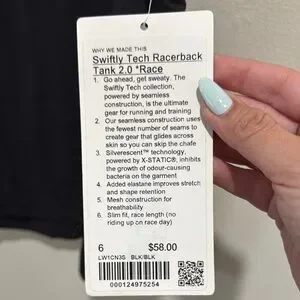 WHY WE MADE THIS
Swiftly Tech Racerback
Tank 2.0 *Race
1. Go ahead, get sweaty. The
Swiftly Tech collection,
powered by seamless
construction, is the ultimate
gear for running and training
2. Our seamless construction uses
the fewest number of seams to
create gear that glides across
skin so you can skip the chafe
3. Silverescent™ technology,
powered by X-STATIC®, inhibits
the growth of odour-causing
bacteria on the garment
4. Added elastane improves stretch
and shape retention
5. Mesh construction for
breathability
6. Slim fit, race length (no
riding up on race day)
6 $58.00
LW1CN3S BLK/BLK
000124975254